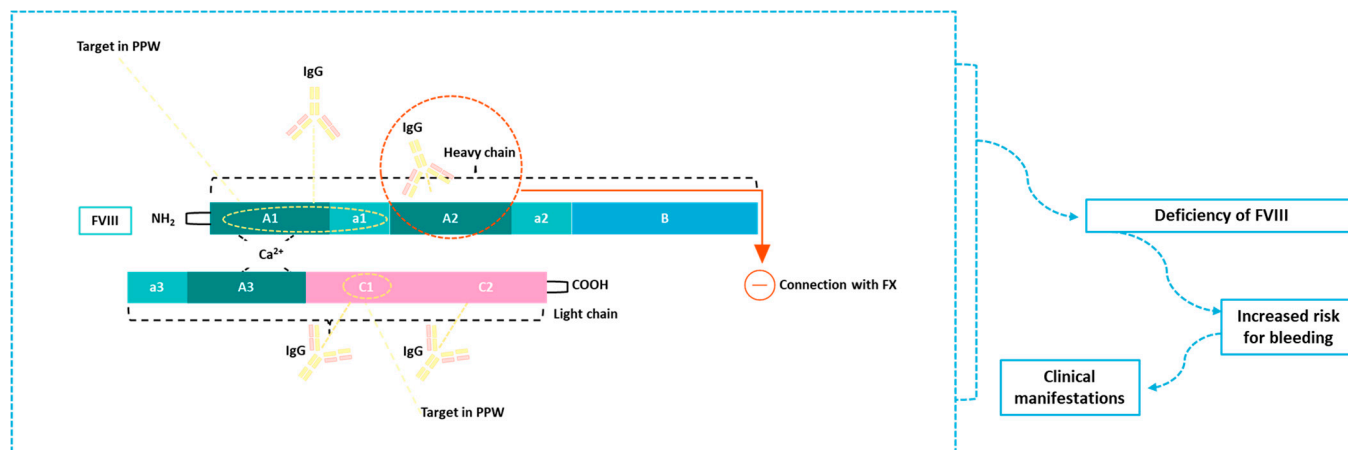 Target in PPW
IgG
IgG
Heavy chain
FVIII
NH₂
A1
a1
A2
a2
B
Ca²⁺
a3
A3
C1
C2
COOH
Light chain
IgG
IgG
Target in PPW
Connection with FX
Deficiency of FVIII
Increased risk
for bleeding
Clinical
manifestations